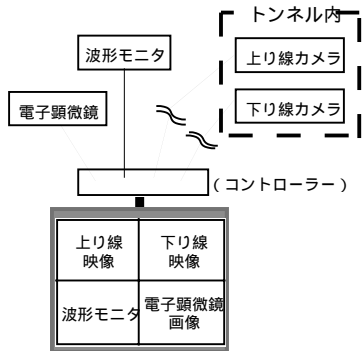 トンネル内
波形モニタ
上り線カメラ
電子顕微鏡
下り線カメラ
(コントローラー)
上り線
映像
下り線
映像
波形モニタ
電子顕微鏡
画像